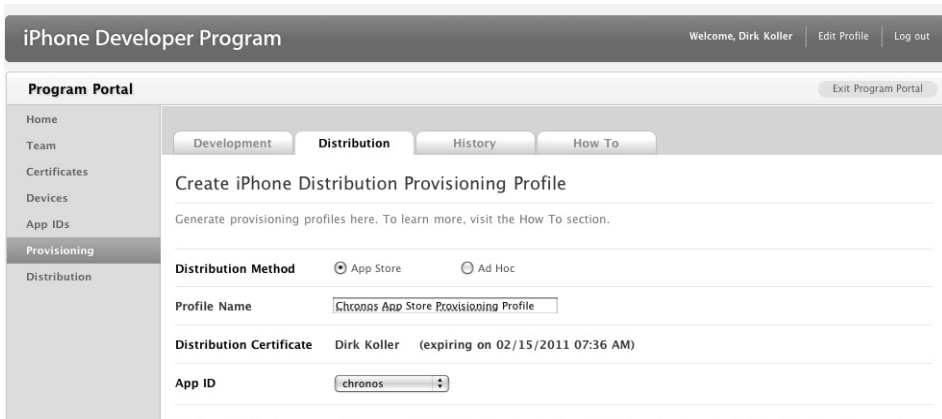 iPhone Developer Program
Welcome, Dirk Koller
Edit Profile
Log out
Program Portal
Exit Program Portal
Home
Team
Certificates
Devices
App IDs
Provisioning
Distribution
Development
Distribution
History
How To
Create iPhone Distribution Provisioning Profile
Generate provisioning profiles here. To learn more, visit the How To section.
Distribution Method
App Store
Ad Hoc
Profile Name
Chronos App Store Provisioning Profile
Distribution Certificate
Dirk Koller (expiring on 02/15/2011 07:36 AM)
App ID
chronos